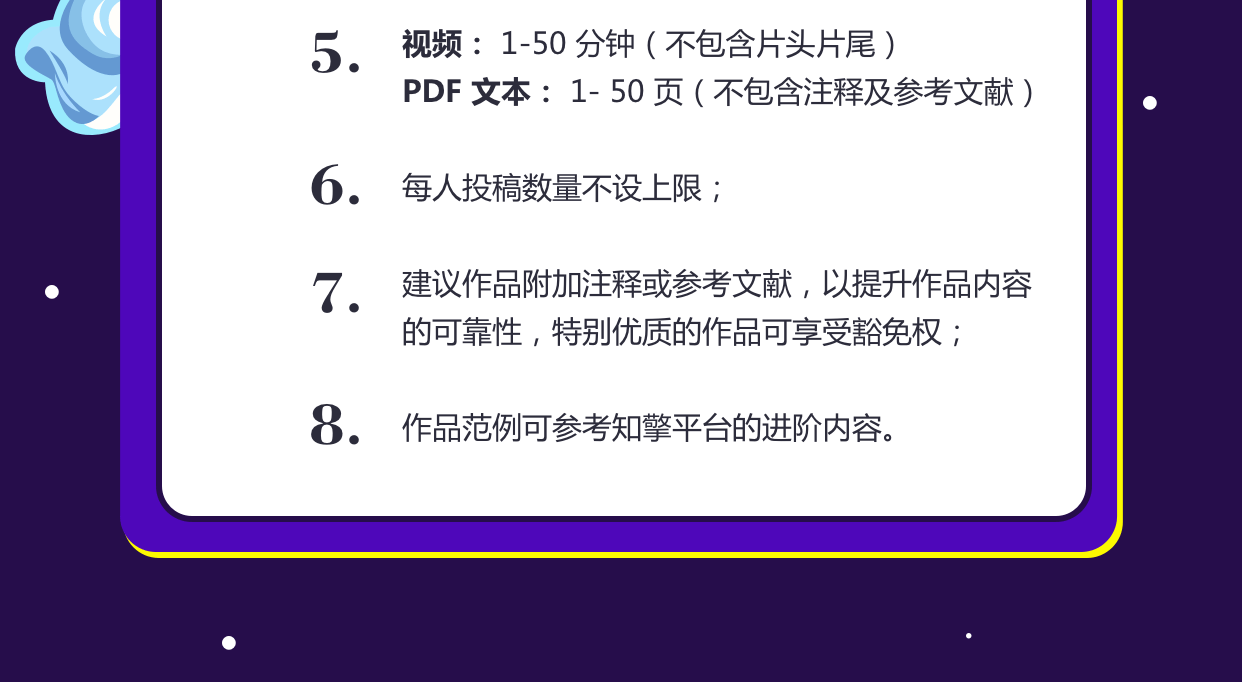 5. 视频： 1-50 分钟（不包含片头片尾）
PDF 文本： 1- 50 页（不包含注释及参考文献）
6. 每人投稿数量不设上限；
7. 建议作品附加注释或参考文献，以提升作品内容
的可靠性，特别优质的作品可享受豁免权；
8. 作品范例可参考知擎平台的进阶内容。